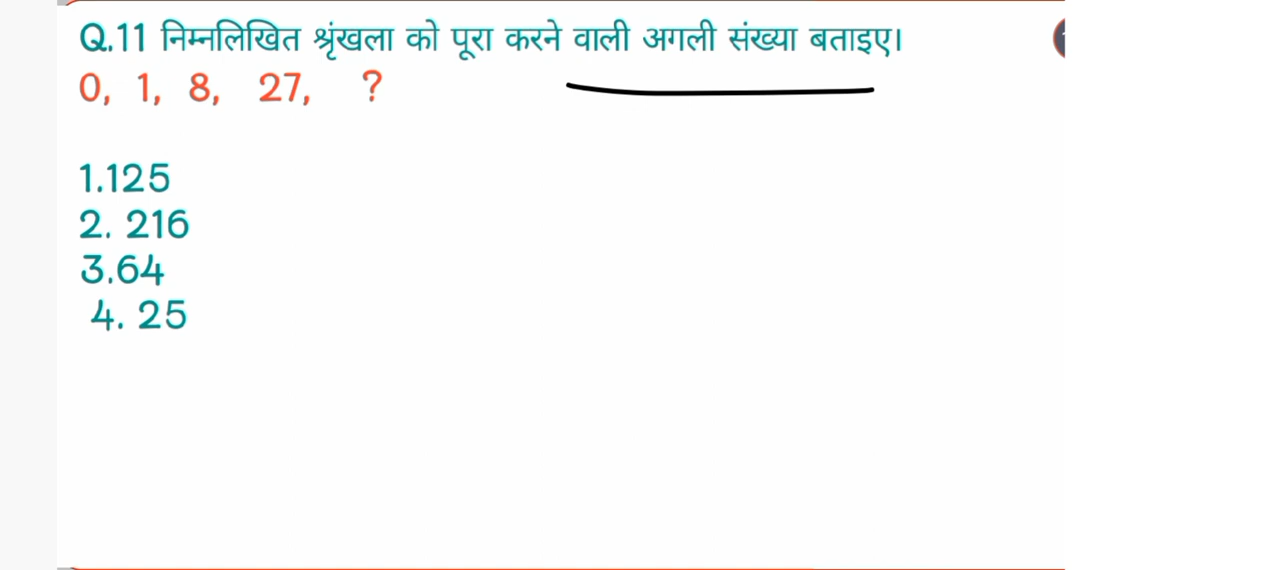 Q.11 निम्नलिखित श्रृंखला को पूरा करने वाली अगली संख्या बताइए।
0, 1, 8, 27, ?
1.125
2. 216
3.64
4. 25